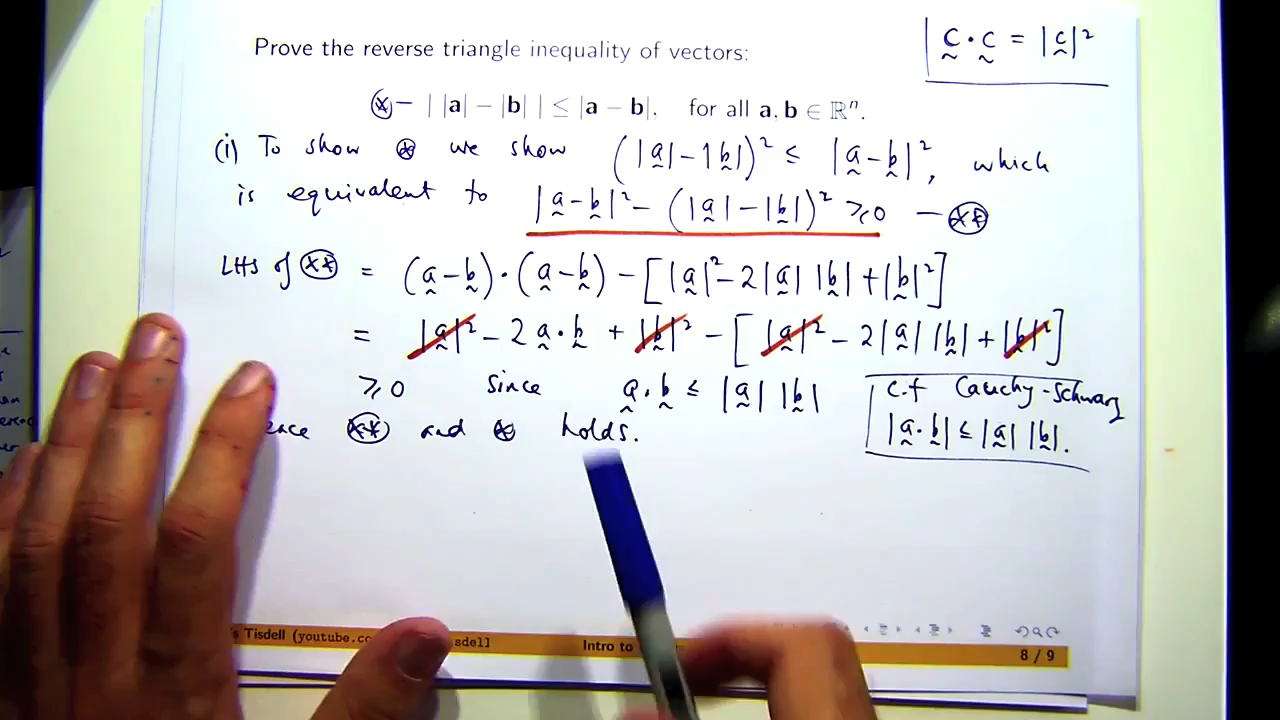 Prove the reverse triangle inequality of vectors:
c · c = |c|²
⊛ — | |a| − |b| | ≤ |a − b|. for all a, b ∈ ℝⁿ.
(i) To show ⊛ we show (|a| − |b|)² ≤ |a − b|², which
is equivalent to |a − b|² − (|a| − |b|)² ≥ 0 — (**)
LHS of (**) = (a − b) · (a − b) − [|a|² − 2|a| |b| + |b|²]
= |a|² − 2 a · b + |b|² − [|a|² − 2|a| |b| + |b|²]
≥ 0 since a · b ≤ |a| |b|
c.f Cauchy-Schwarz
|a · b| ≤ |a| |b|.
(**) and ⊛ holds.
Tisdell (youtube.co sdell
Intro to
8 / 9